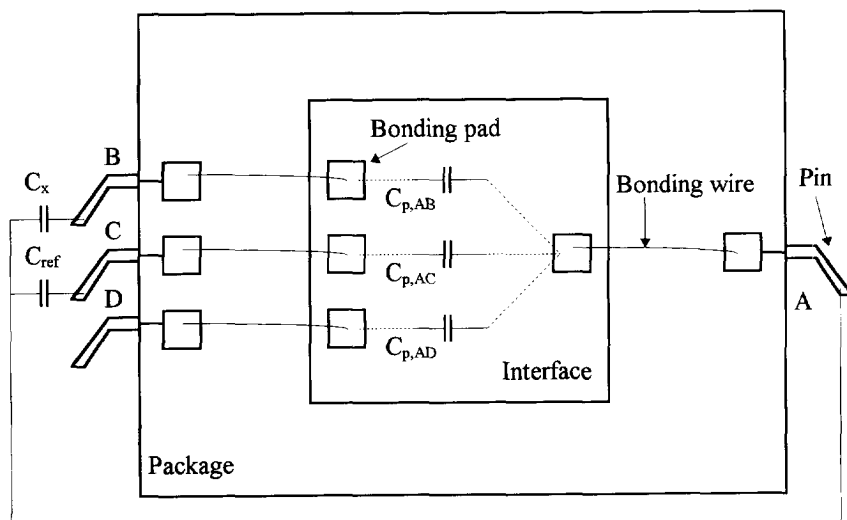 Bonding pad
B
Cx
Cp,AB
Bonding wire
Pin
C
Cref
Cp,AC
D
A
Cp,AD
Interface
Package